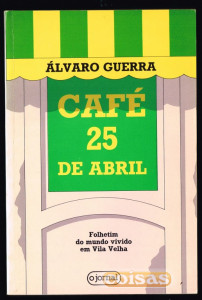 ÁLVARO GUERRA
CAFÉ
25
DE ABRIL
Folhetim
do mundo vivido
em Vila Velha
o jornal
coisas